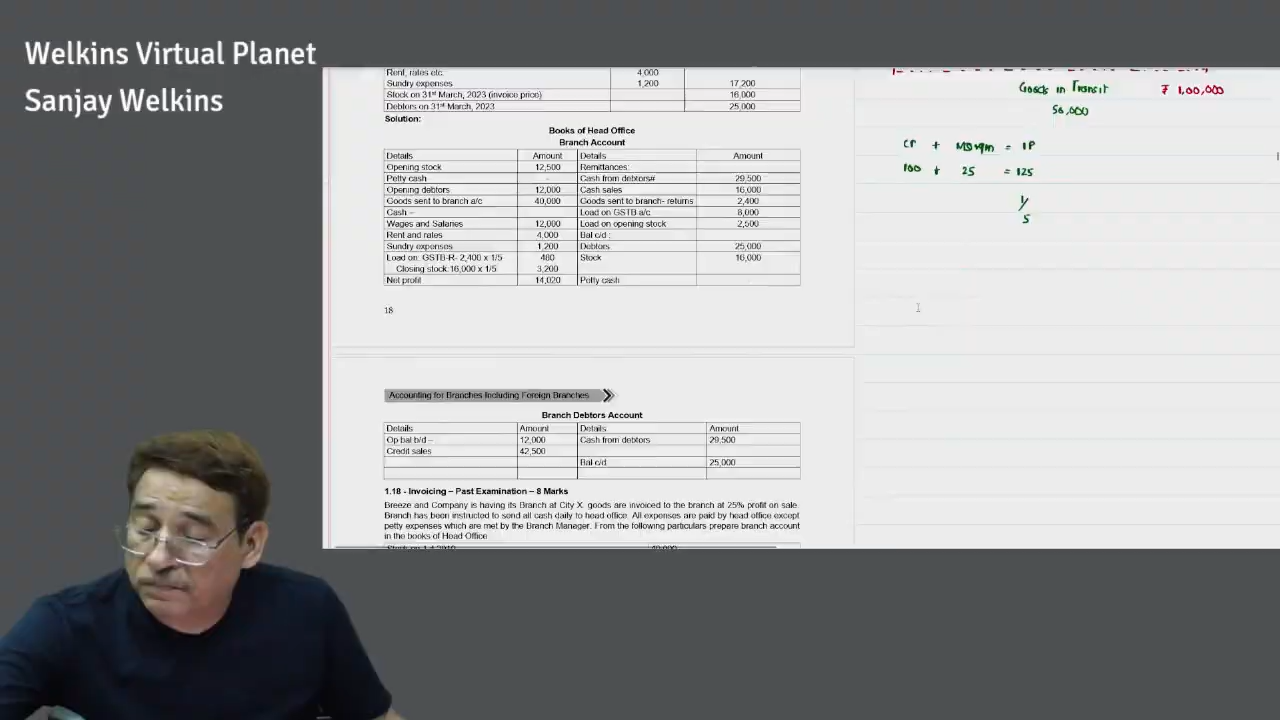 Welkins Virtual Planet
Sanjay Welkins
Rent, rates etc. 4,000
Sundry expenses 1,200 17,200
Stock on 31st March, 2023 (invoice price) 16,000
Debtors on 31st March, 2023 25,000
Solution:
Books of Head Office
Branch Account
Details Amount Details Amount
Opening stock 12,500 Remittances:
Petty cash - Cash from debtors# 29,500
Opening debtors 12,000 Cash sales 16,000
Goods sent to branch a/c 40,000 Goods sent to branch- returns 2,400
Cash – Load on GSTB a/c 8,000
Wages and Salaries 12,000 Load on opening stock 2,500
Rent and rates 4,000 Bal c/d :
Sundry expenses 1,200 Debtors 25,000
Load on: GSTB-R- 2,400 x 1/5 480 Stock 16,000
Closing stock:16,000 x 1/5 3,200
Net profit 14,020 Petty cash
18
Accounting for Branches Including Foreign Branches
Branch Debtors Account
Details Amount Details Amount
Op bal b/d – 12,000 Cash from debtors 29,500
Credit sales 42,500
Bal c/d 25,000
1.18 - Invoicing – Past Examination – 8 Marks
Breeze and Company is having its Branch at City X. goods are invoiced to the branch at 25% profit on sale.
Branch has been instructed to send all cash daily to head office. All expenses are paid by head office except
petty expenses which are met by the Branch Manager. From the following particulars prepare branch account
in the books of Head Office
Goods in Transit ₹ 1,00,000
50,000
CP + Margin = IP
100 + 25 = 125
1/5